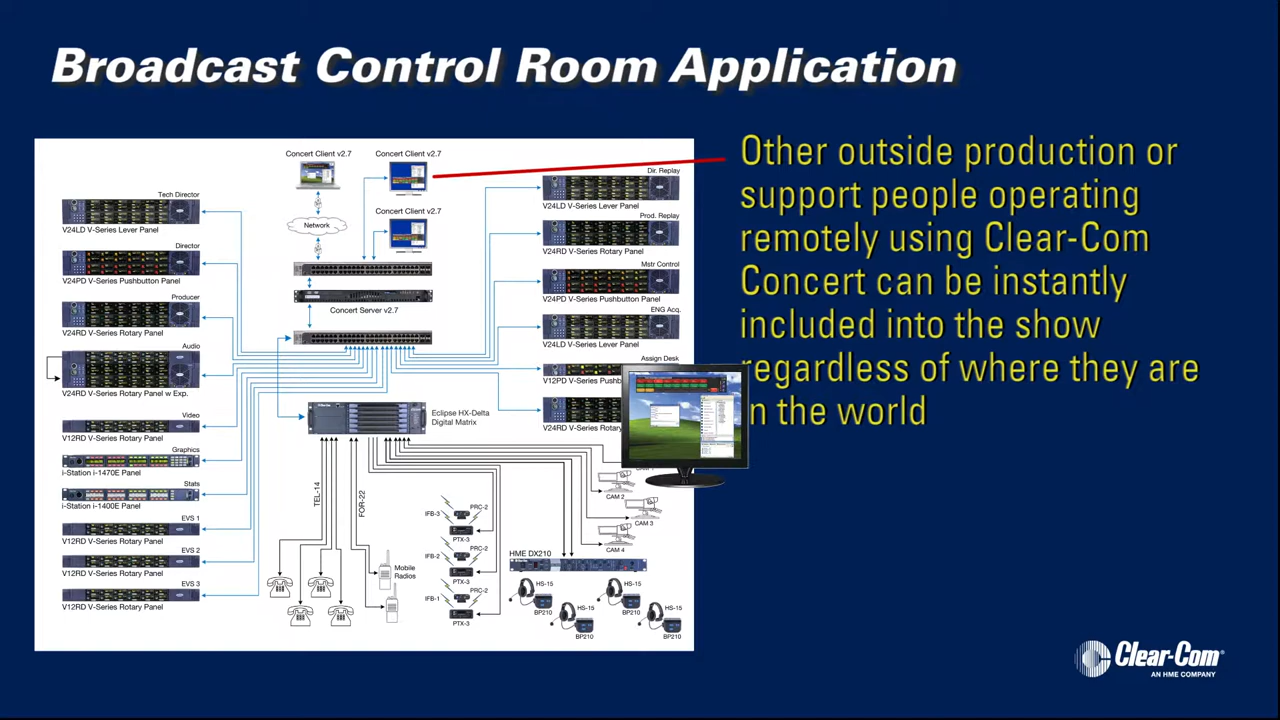 Broadcast Control Room Application
Other outside production or
support people operating
remotely using Clear-Com
Concert can be instantly
included into the show
regardless of where they are
in the world
Concert Client v2.7
Concert Client v2.7
Concert Client v2.7
Network
Concert Server v2.7
Tech Director
V24LD V-Series Lever Panel
Director
V24PD V-Series Pushbutton Panel
Producer
V24RD V-Series Rotary Panel
Audio
V24RD V-Series Rotary Panel w Exp.
Video
V12RD V-Series Rotary Panel
Graphics
i-Station i-1470E Panel
Stats
i-Station i-1400E Panel
EVS 1
V12RD V-Series Rotary Panel
EVS 2
V12RD V-Series Rotary Panel
EVS 3
V12RD V-Series Rotary Panel
Dir. Replay
V24LD V-Series Lever Panel
Prod. Replay
V24RD V-Series Rotary Panel
Mstr Control
V24PD V-Series Pushbutton Panel
ENG Acq.
V24LD V-Series Lever Panel
Assign Desk
V12PD V-Series Pushb
V24RD V-Series Rotary
Eclipse HX-Delta
Digital Matrix
TEL-14
FOR-22
Mobile
Radios
IFB-3
PRC-2
PTX-3
IFB-2
PRC-2
PTX-3
IFB-1
PRC-2
PTX-3
CAM 2
CAM 3
CAM 4
HME DX210
HS-15
BP210
HS-15
BP210
HS-15
BP210
HS-15
BP210
Clear-Com
AN HME COMPANY